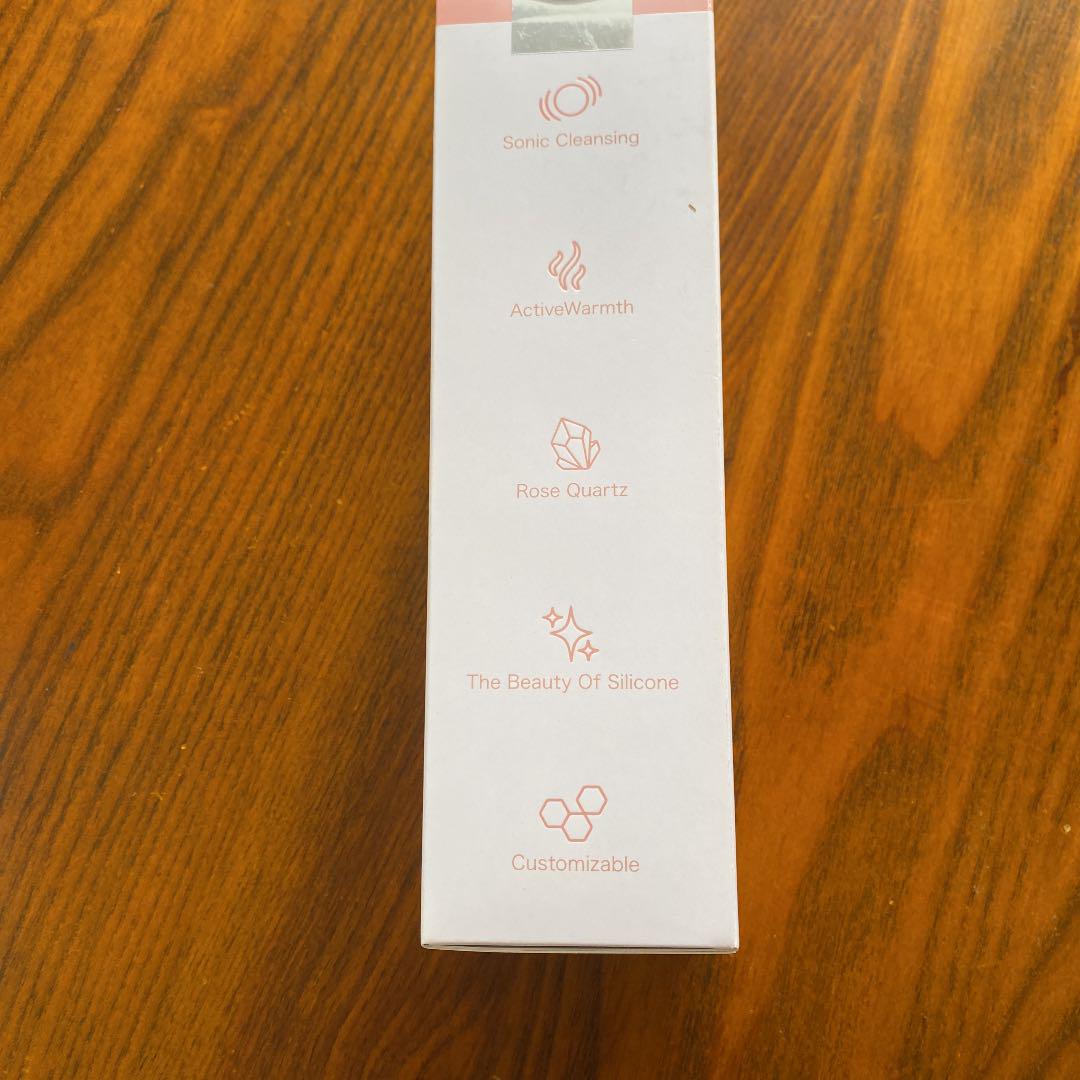 Sonic Cleansing
ActiveWarmth
Rose Quartz
The Beauty Of Silicone
Customizable